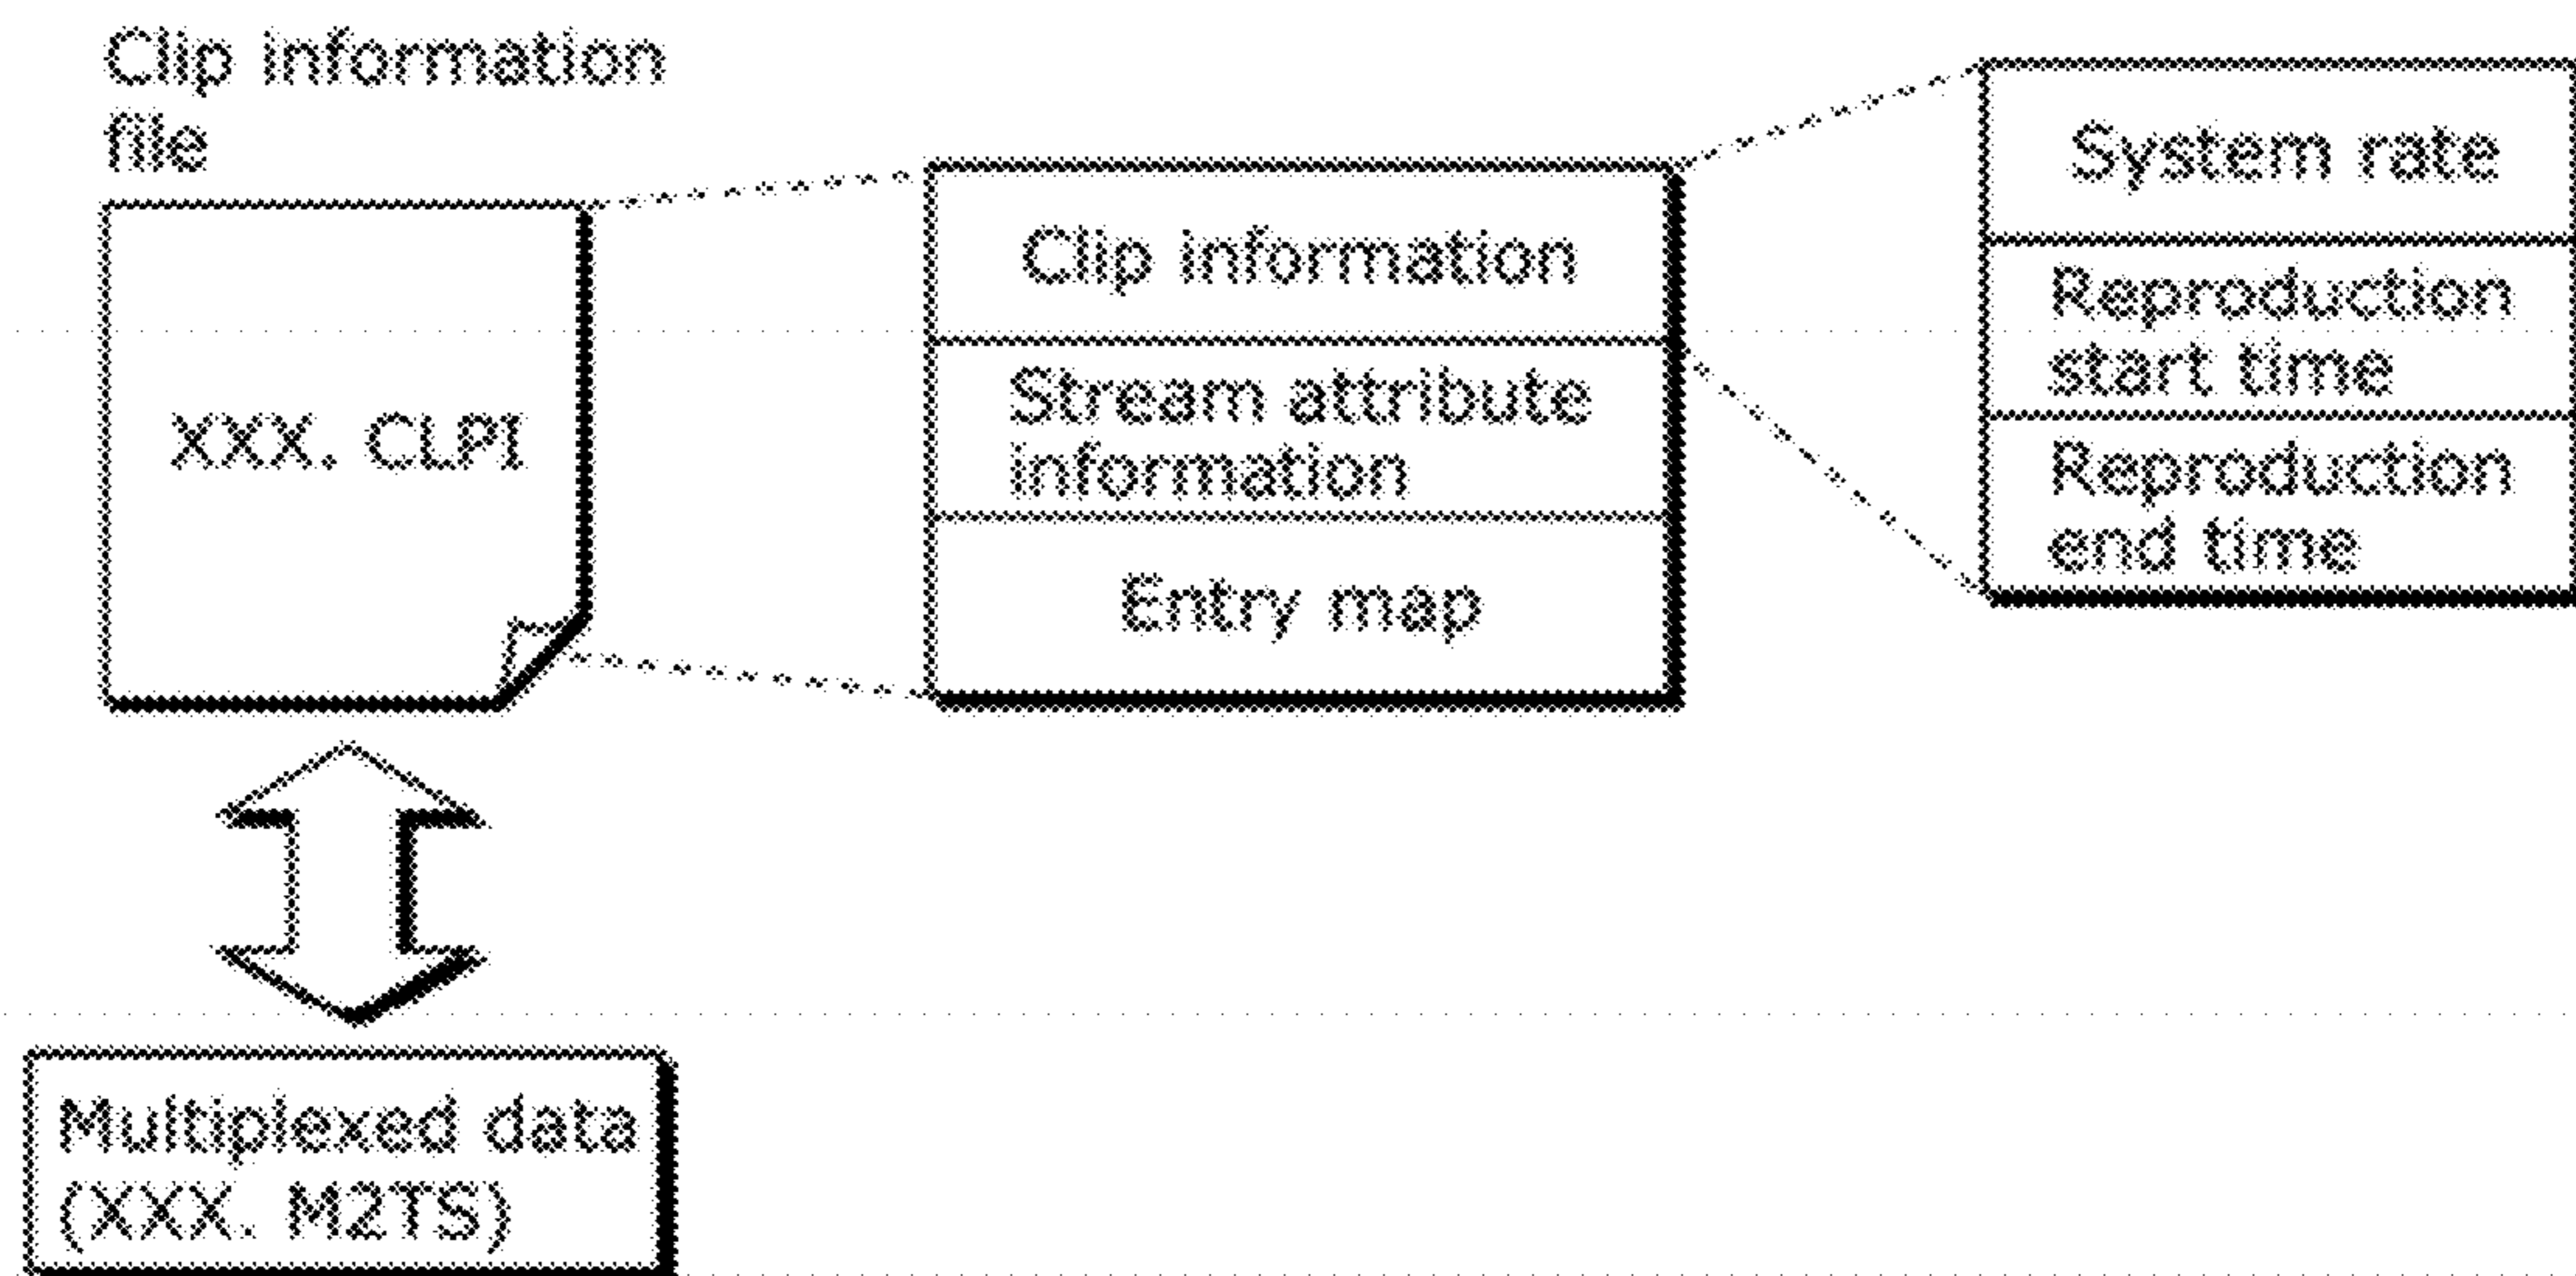 Clip information
file
XXX. CLPI
Clip information
Stream attribute
information
Entry map
System rate
Reproduction
start time
Reproduction
end time
Multiplexed data
(XXX. M2TS)